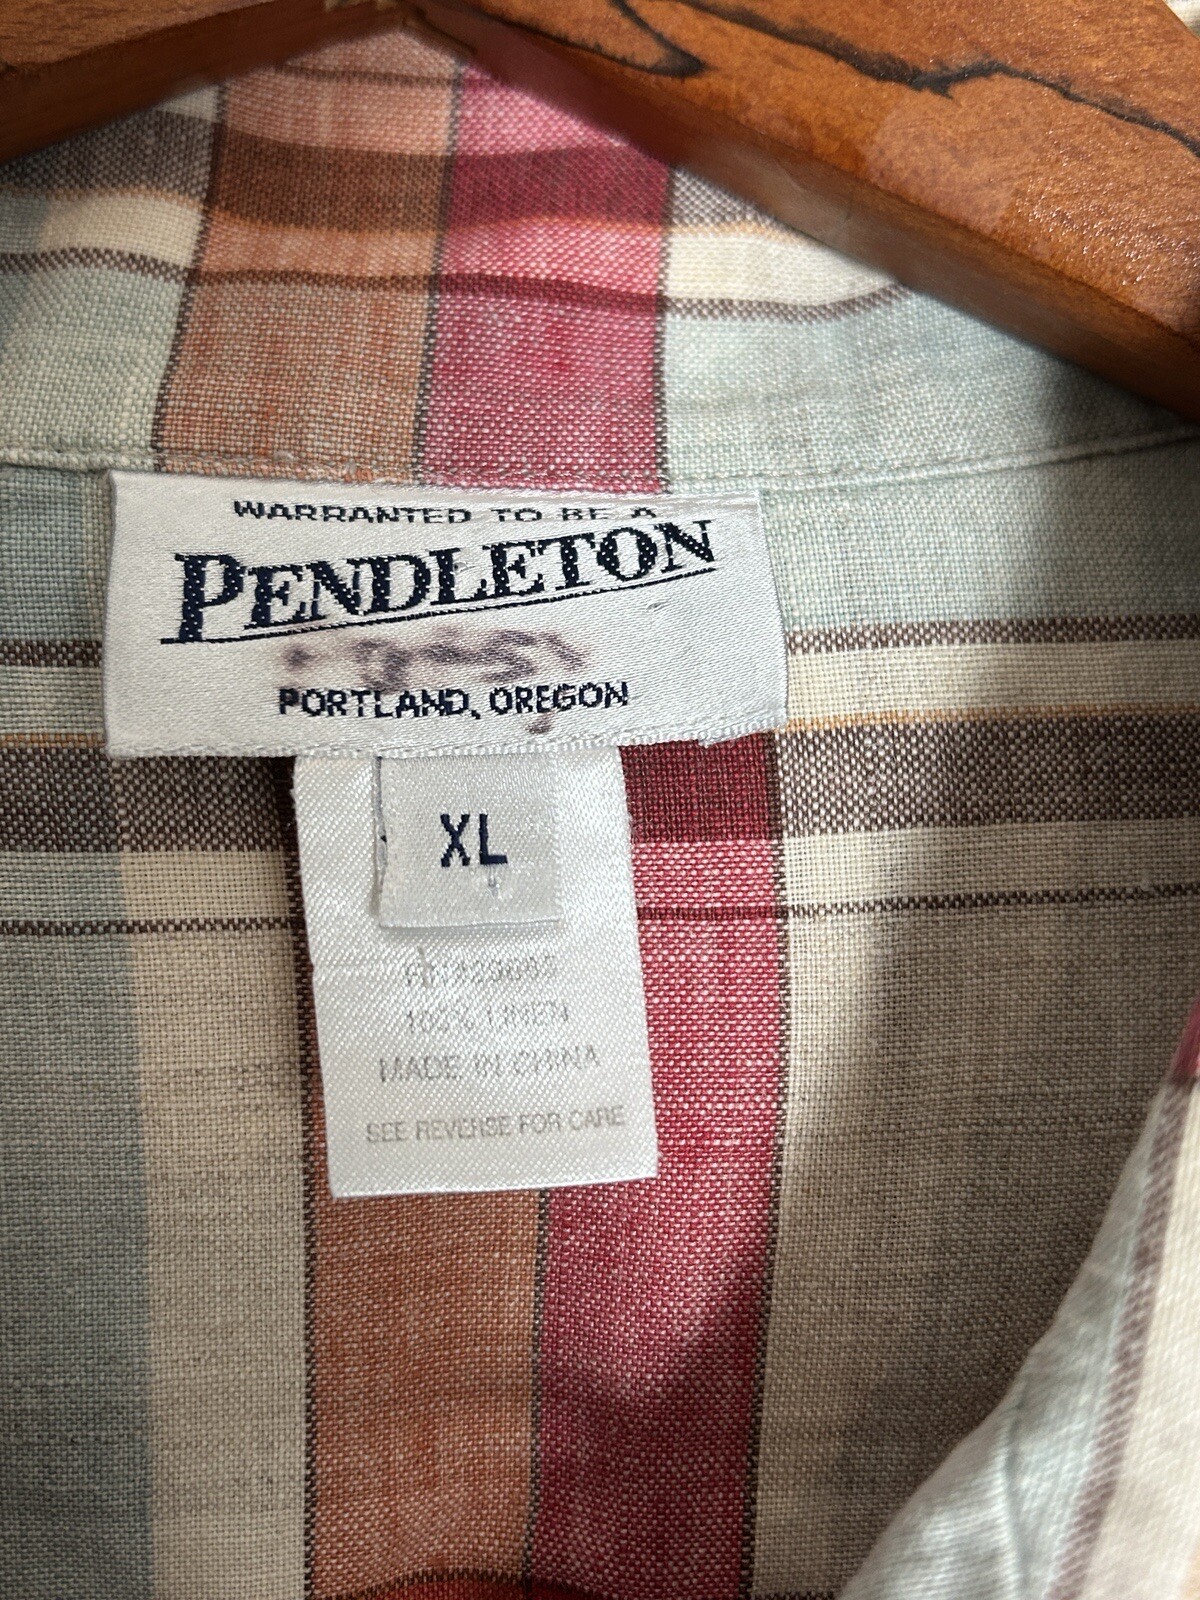 WARRANTED TO BE A
PENDLETON
PORTLAND, OREGON
XL
100% LINEN
MADE IN CHINA
SEE REVERSE FOR CARE